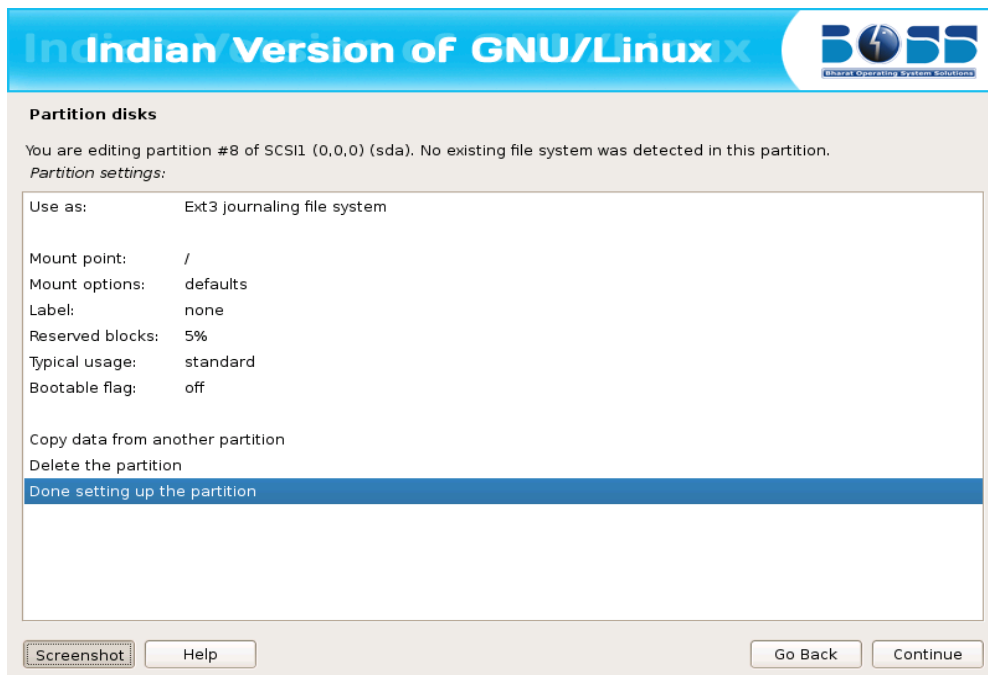 Indian Version of GNU/Linux
BOSS
Bharat Operating System Solutions
Partition disks
You are editing partition #8 of SCSI1 (0,0,0) (sda). No existing file system was detected in this partition.
Partition settings:
Use as: Ext3 journaling file system
Mount point: /
Mount options: defaults
Label: none
Reserved blocks: 5%
Typical usage: standard
Bootable flag: off
Copy data from another partition
Delete the partition
Done setting up the partition
Screenshot Help Go Back Continue